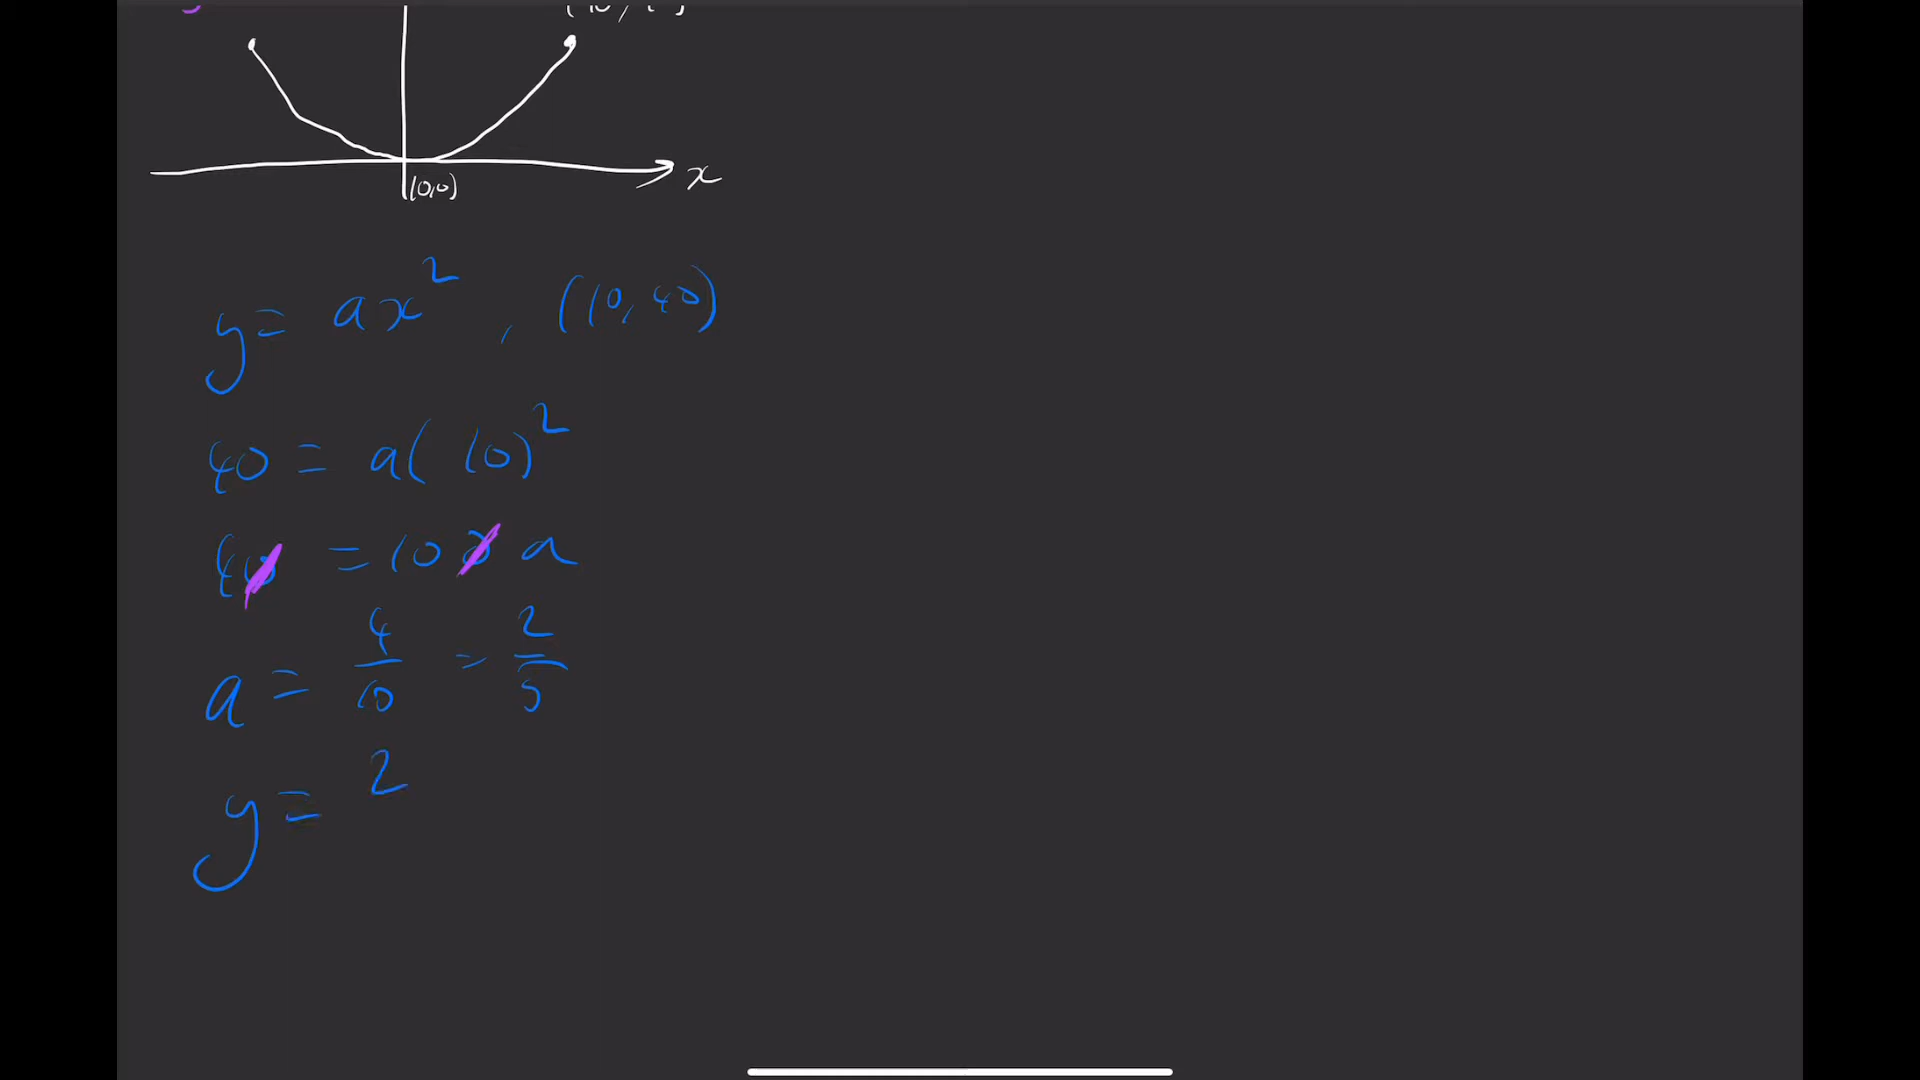 x
(0,0)
y = ax², (10, 40)
40 = a(10)²
40 = 100a
a = 4/10 = 2/5
y = 2